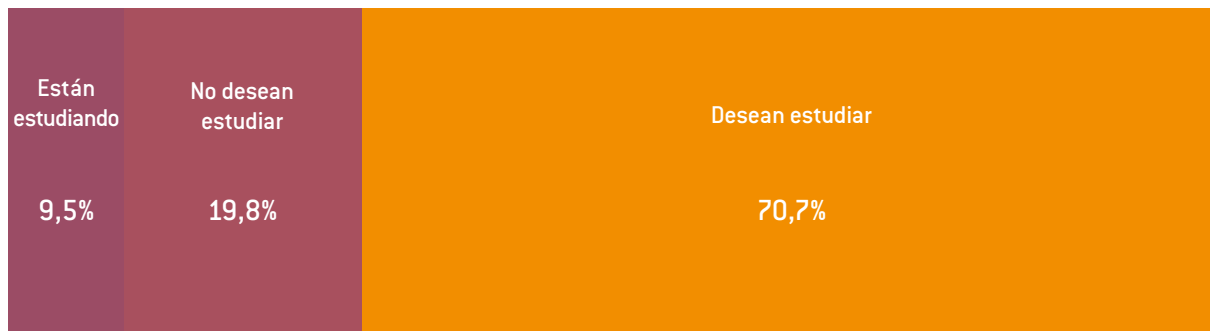 Están
estudiando
9,5%
No desean
estudiar
19,8%
Desean estudiar
70,7%